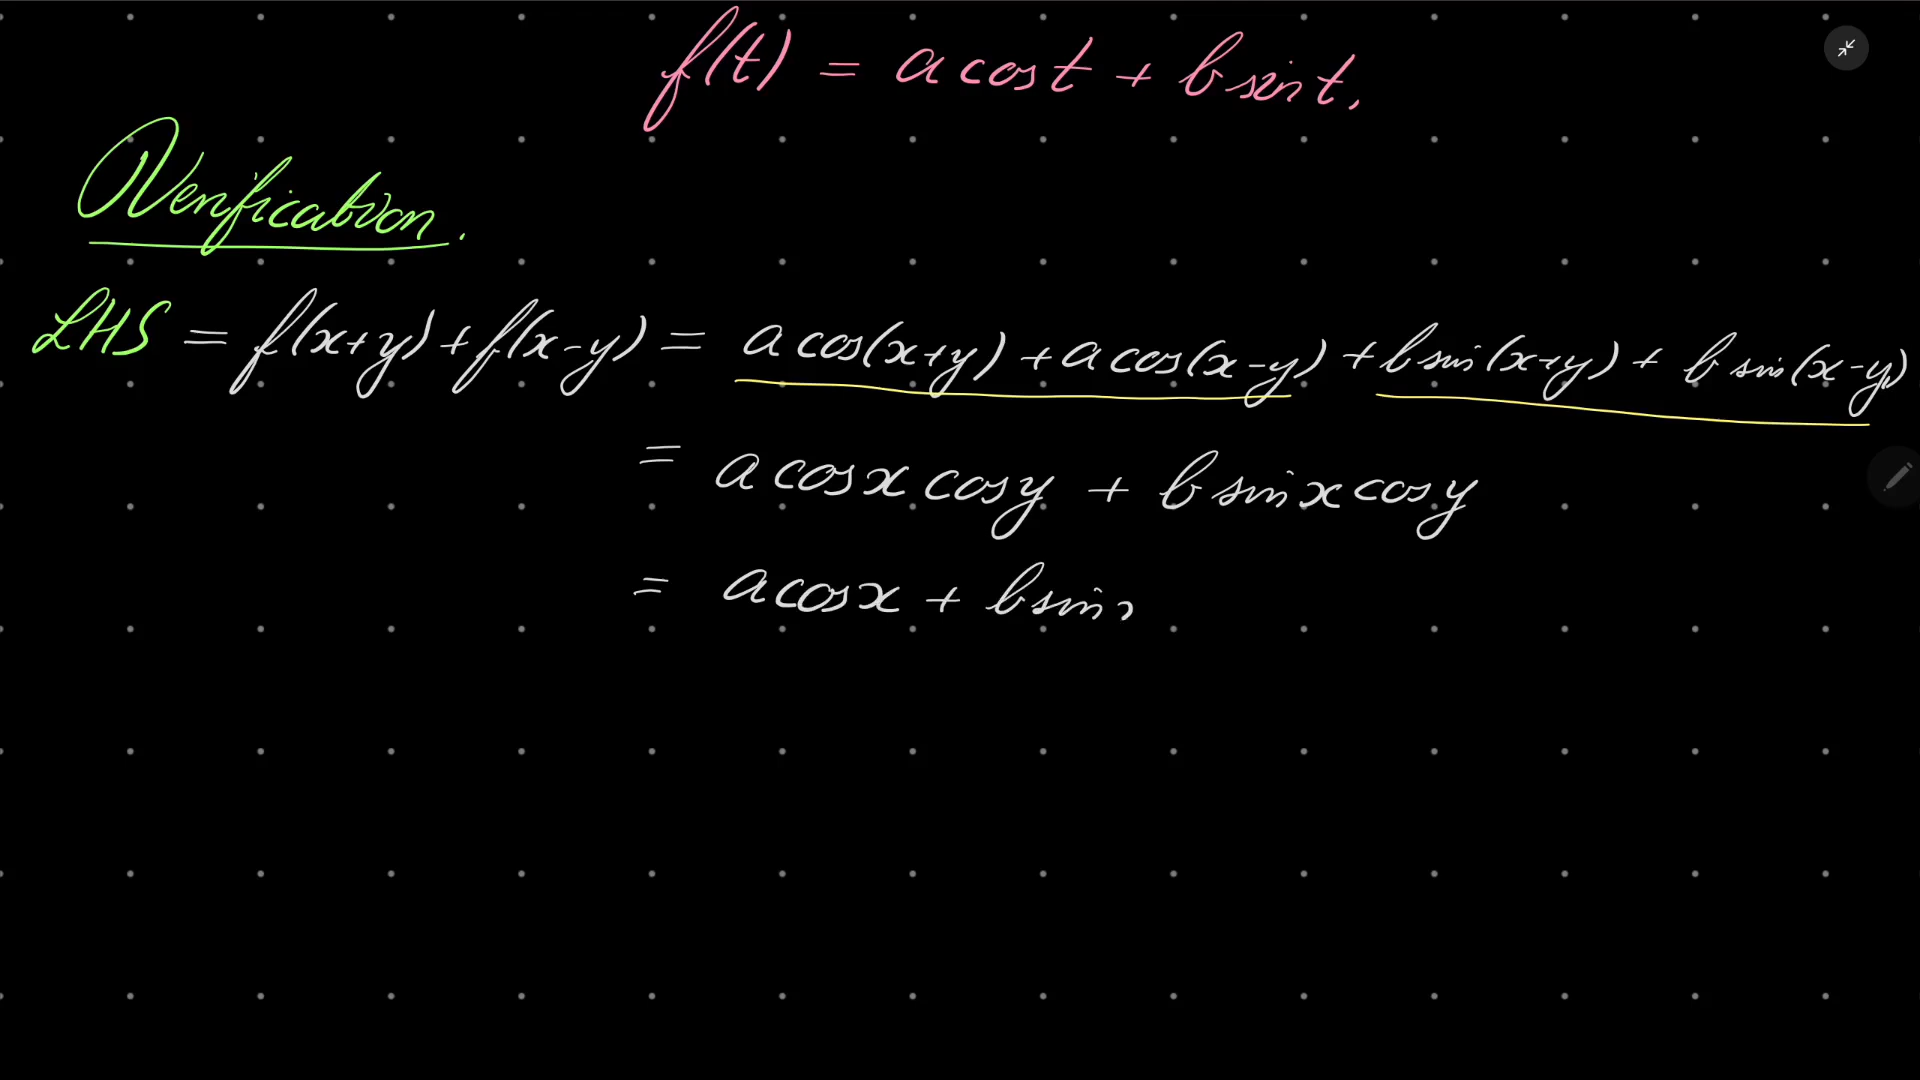 f(t) = a cos t + b sin t.
Verification.
LHS = f(x+y) + f(x-y) = a cos(x+y) + a cos(x-y) + b sin(x+y) + b sin(x-y)
= a cos x cos y + b sin x cos y
= a cos x + b sin